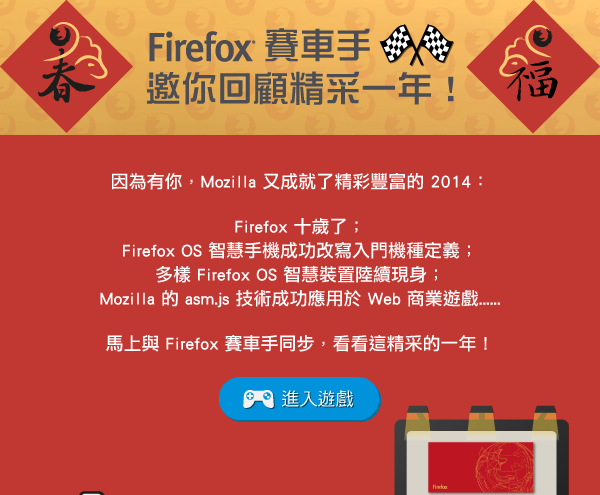 春
Firefox 賽車手
邀你回顧精采一年！
福
因為有你，Mozilla 又成就了精彩豐富的 2014：
Firefox 十歲了；
Firefox OS 智慧手機成功改寫入門機種定義；
多樣 Firefox OS 智慧裝置陸續現身；
Mozilla 的 asm.js 技術成功應用於 Web 商業遊戲......
馬上與 Firefox 賽車手同步，看看這精采的一年！
進入遊戲
Firefox